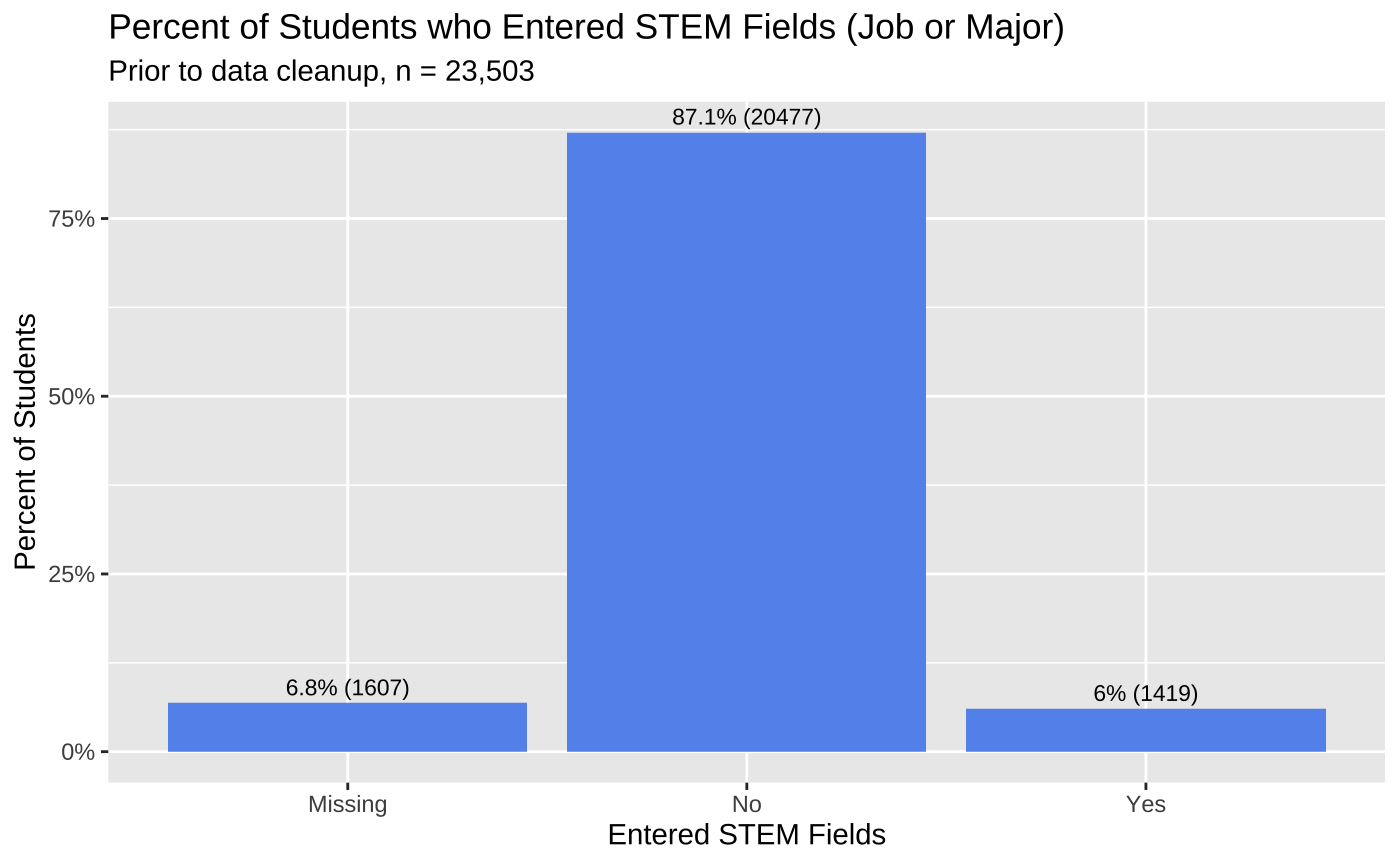 Percent of Students who Entered STEM Fields (Job or Major)
Prior to data cleanup, n = 23,503
87.1% (20477)
75%
50%
Percent of Students
25%
6.8% (1607)
6% (1419)
0%
Missing
No
Yes
Entered STEM Fields